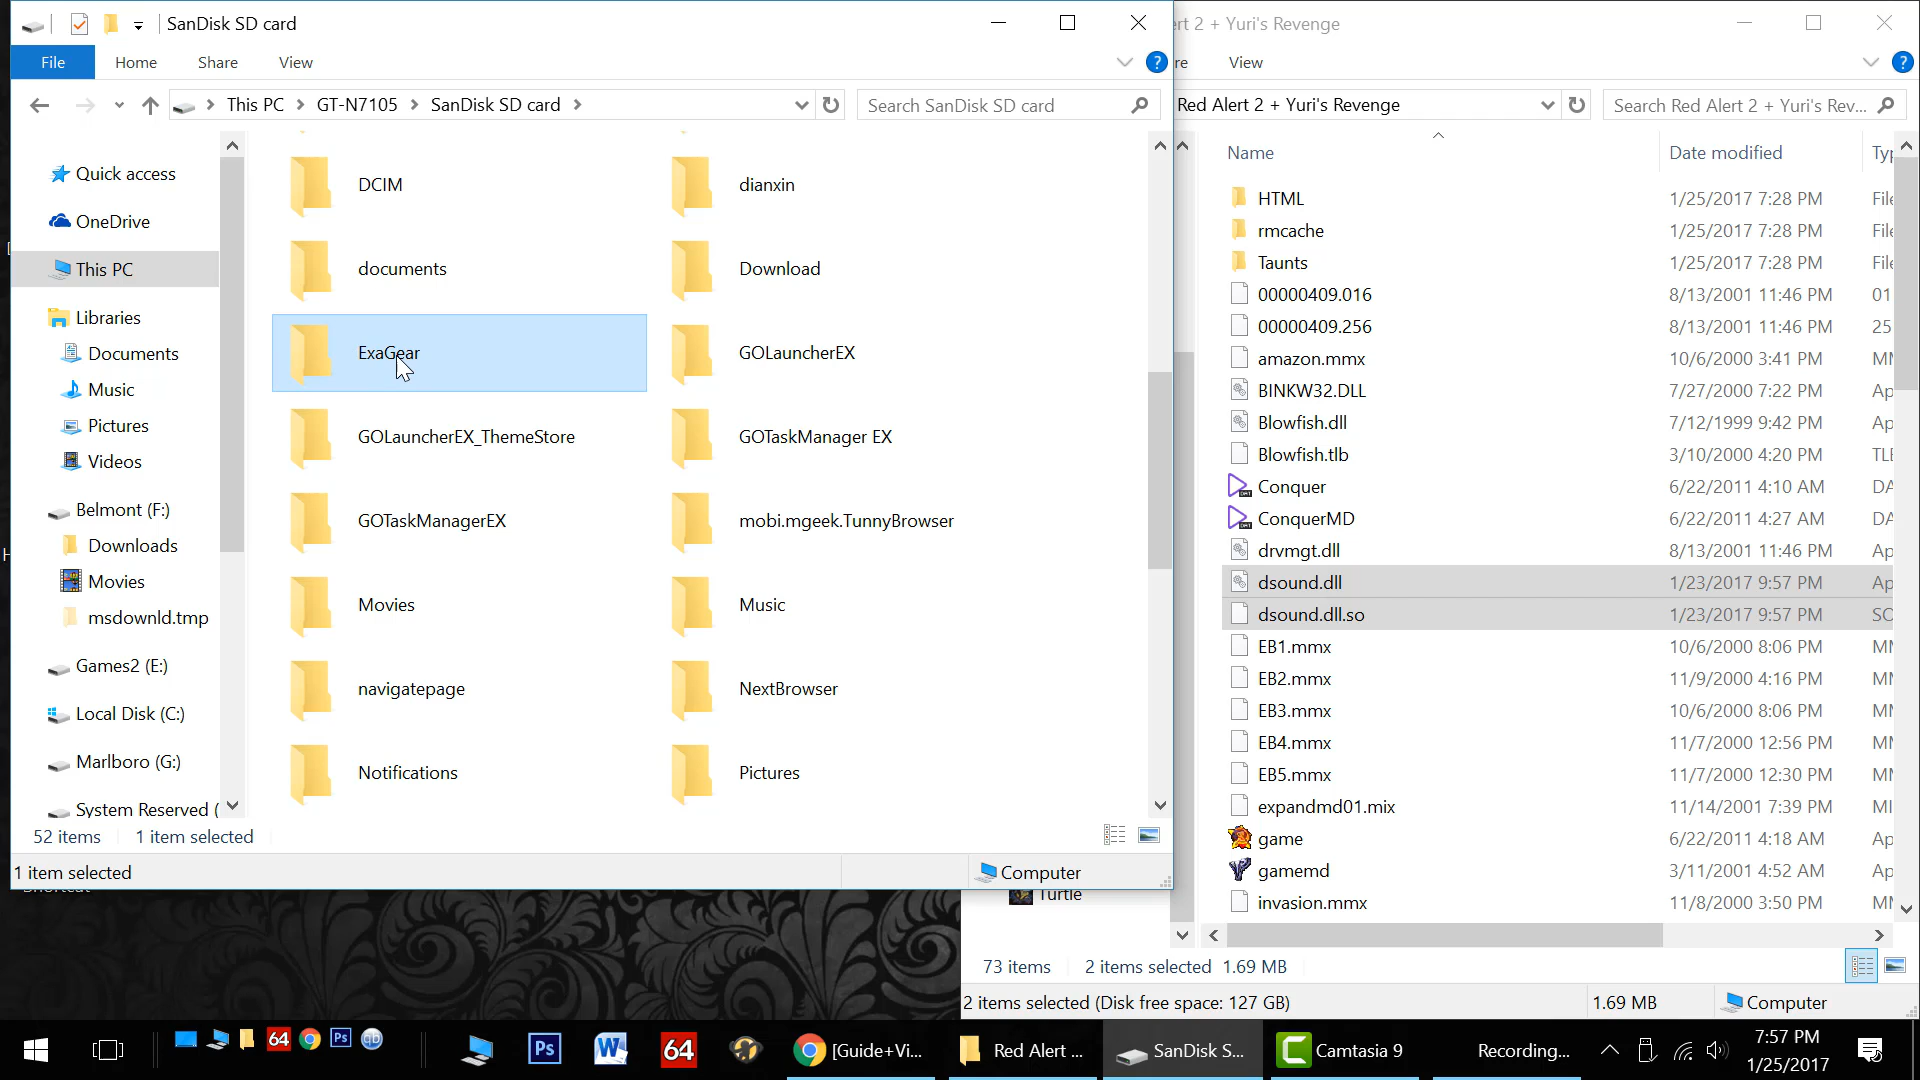 SanDisk SD card
File
Home
Share
View
This PC
GT-N7105
SanDisk SD card
Search SanDisk SD card
Quick access
OneDrive
This PC
Libraries
Documents
Music
Pictures
Videos
Belmont (F:)
Downloads
Movies
msdownld.tmp
Games2 (E:)
Local Disk (C:)
Marlboro (G:)
System Reserved (
DCIM
dianxin
documents
Download
ExaGear
GOLauncherEX
GOLauncherEX_ThemeStore
GOTaskManager EX
GOTaskManagerEX
mobi.mgeek.TunnyBrowser
Movies
Music
navigatepage
NextBrowser
Notifications
Pictures
52 items
1 item selected
1 item selected
Computer
ert 2 + Yuri's Revenge
re
View
Red Alert 2 + Yuri's Revenge
Search Red Alert 2 + Yuri's Rev...
Name
Date modified
Typ
HTML 1/25/2017 7:28 PM File
rmcache 1/25/2017 7:28 PM File
Taunts 1/25/2017 7:28 PM File
00000409.016 8/13/2001 11:46 PM 01
00000409.256 8/13/2001 11:46 PM 25
amazon.mmx 10/6/2000 3:41 PM MM
BINKW32.DLL 7/27/2000 7:22 PM Ap
Blowfish.dll 7/12/1999 9:42 PM Ap
Blowfish.tlb 3/10/2000 4:20 PM TLB
Conquer 6/22/2011 4:10 AM DA
ConquerMD 6/22/2011 4:27 AM DA
drvmgt.dll 8/13/2001 11:46 PM Ap
dsound.dll 1/23/2017 9:57 PM Ap
dsound.dll.so 1/23/2017 9:57 PM SO
EB1.mmx 10/6/2000 8:06 PM MM
EB2.mmx 11/9/2000 4:16 PM MM
EB3.mmx 10/6/2000 8:06 PM MM
EB4.mmx 11/7/2000 12:56 PM MM
EB5.mmx 11/7/2000 12:30 PM MM
expandmd01.mix 11/14/2001 7:39 PM MI
game 6/22/2011 4:18 AM Ap
gamemd 3/11/2001 4:52 AM Ap
invasion.mmx 11/8/2000 3:50 PM MM
Turtle
73 items
2 items selected 1.69 MB
2 items selected (Disk free space: 127 GB)
1.69 MB
Computer
64
Ps
qb
Ps
64
[Guide+Vi...
Red Alert ...
SanDisk S...
Camtasia 9
Recording...
7:57 PM
1/25/2017